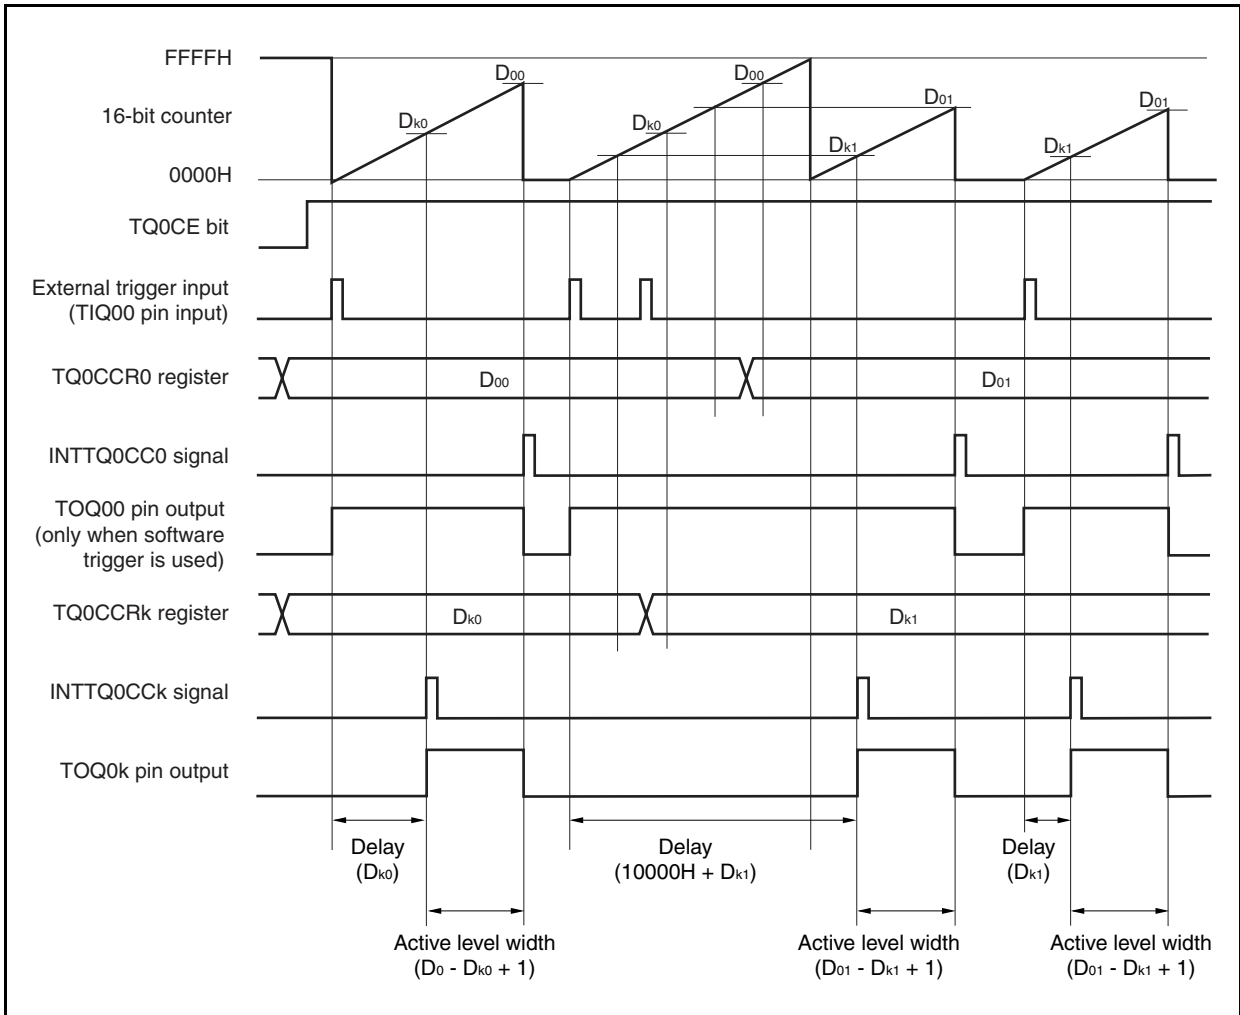 FFFFH
D00
D00
16-bit counter
D01
D01
Dk0
Dk0
Dk1
Dk1
0000H
TQ0CE bit
External trigger input
(TIQ00 pin input)
TQ0CCR0 register
D00
D01
INTTQ0CC0 signal
TOQ00 pin output
(only when software
trigger is used)
TQ0CCRk register
Dk0
Dk1
INTTQ0CCk signal
TOQ0k pin output
Delay
(Dk0)
Delay
(10000H + Dk1)
Delay
(Dk1)
Active level width
(D0 - Dk0 + 1)
Active level width
(D01 - Dk1 + 1)
Active level width
(D01 - Dk1 + 1)